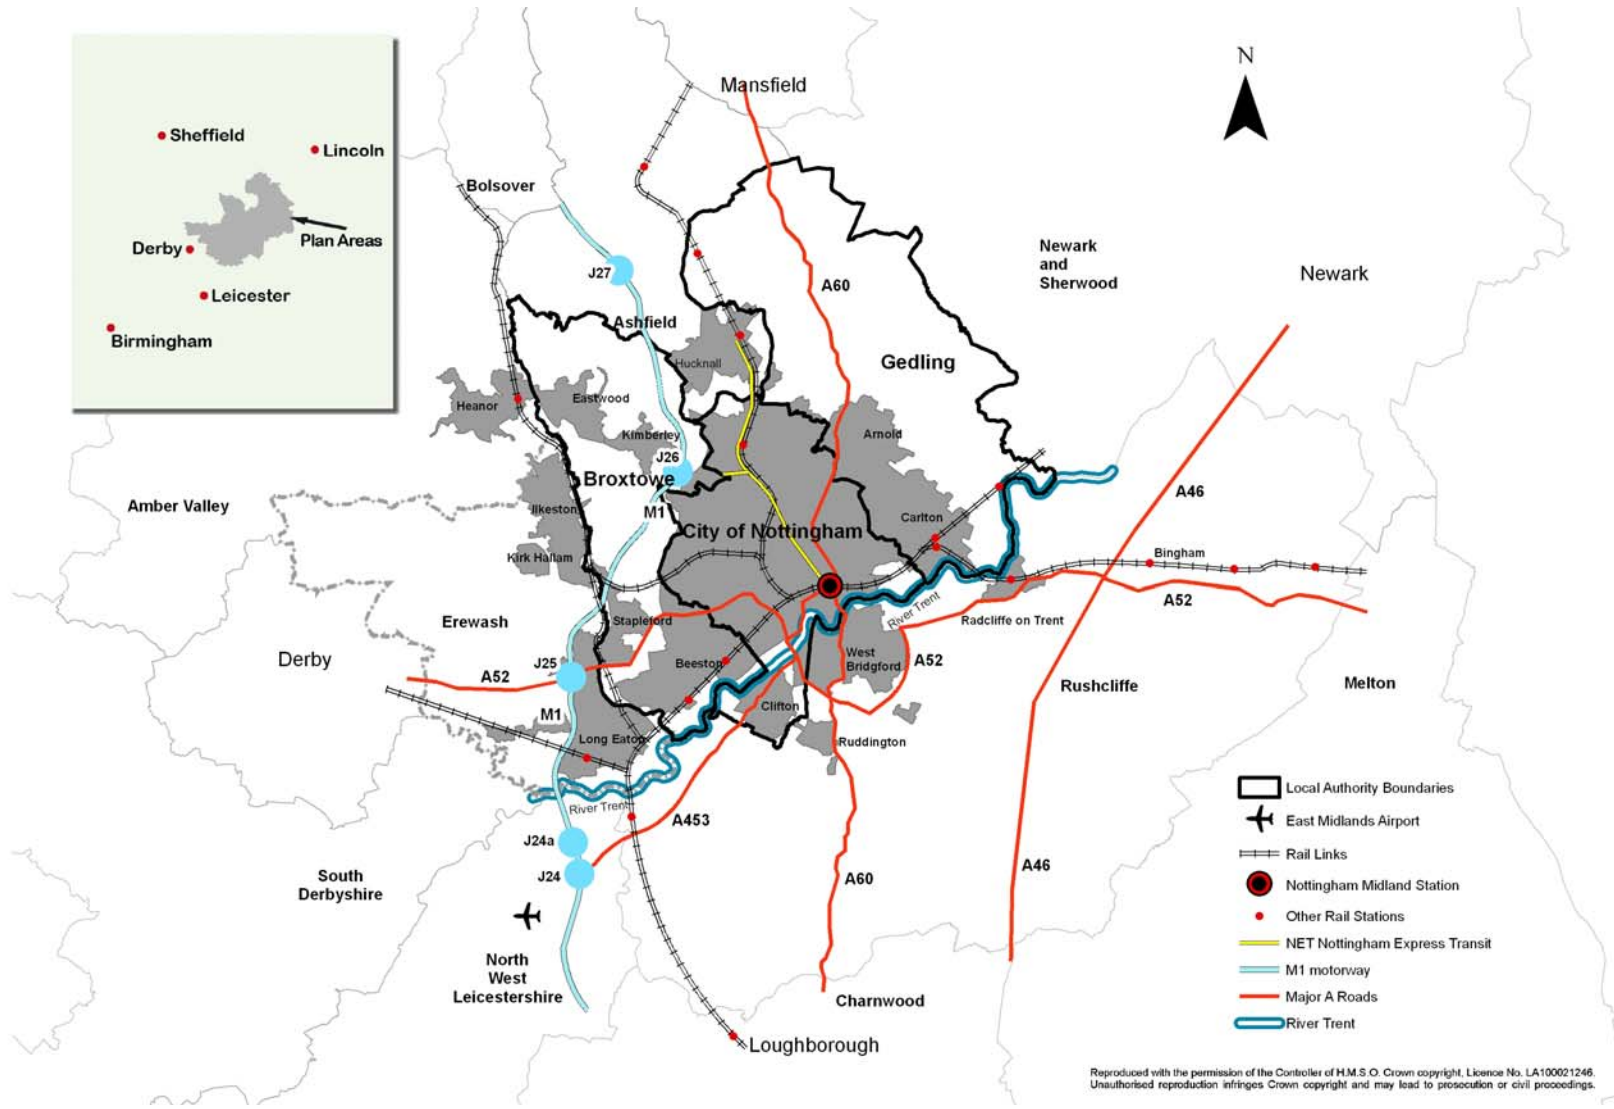 N
Mansfield
Sheffield
Lincoln
Plan Areas
Derby
Leicester
Birmingham
Bolsover
J27
Ashfield
A60
Newark
and
Sherwood
Newark
Hucknall
Gedling
Heanor
Eastwood
Kimberley
J26
Arnold
Broxtowe
M1
Amber Valley
Ilkeston
City of Nottingham
Carlton
A46
Kirk Hallam
Bingham
A52
River Trent
Radcliffe on Trent
Erewash
Stapleford
Derby
J25
Beeston
West
Bridgford
A52
A52
Rushcliffe
Melton
M1
Clifton
Long Eaton
Ruddington
River Trent
A453
J24a
J24
South
Derbyshire
A60
A46
North
West
Leicestershire
Charnwood
Loughborough
Local Authority Boundaries
East Midlands Airport
Rail Links
Nottingham Midland Station
Other Rail Stations
NET Nottingham Express Transit
M1 motorway
Major A Roads
River Trent
Reproduced with the permission of the Controller of H.M.S.O. Crown copyright, Licence No. LA100021246.
Unauthorised reproduction infringes Crown copyright and may lead to prosecution or civil proceedings.